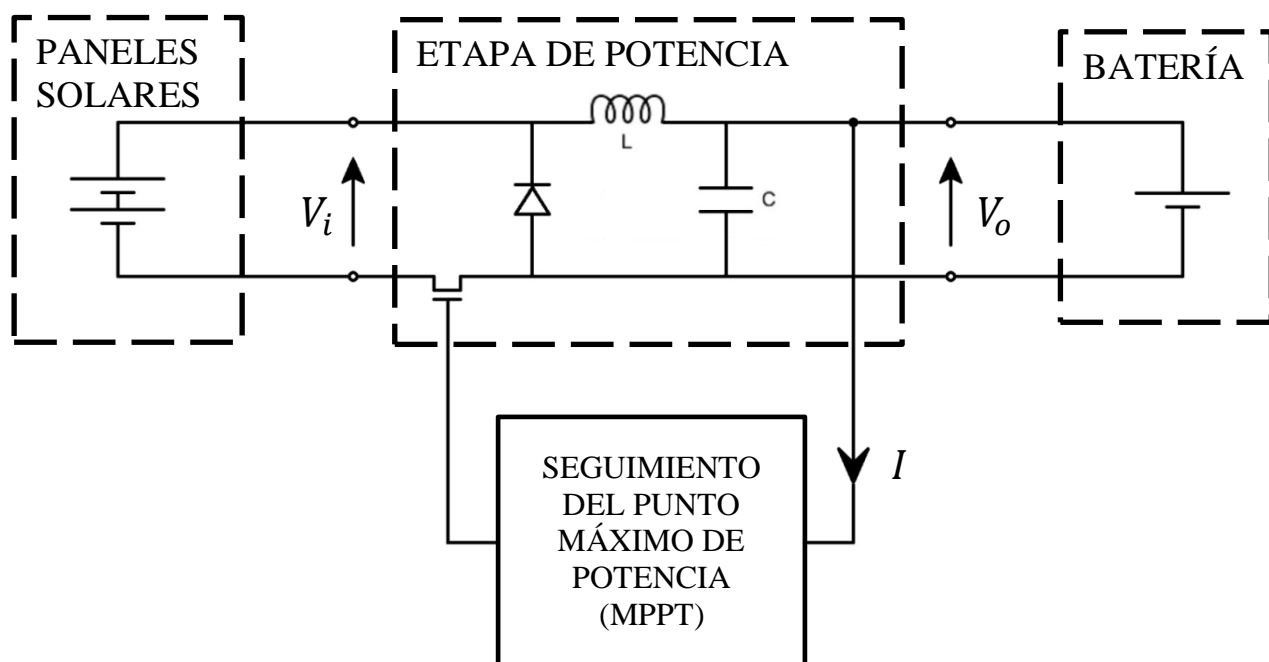 PANELES
SOLARES
ETAPA DE POTENCIA
BATERÍA
L
C
V_i
V_o
I
SEGUIMIENTO
DEL PUNTO
MÁXIMO DE
POTENCIA
(MPPT)